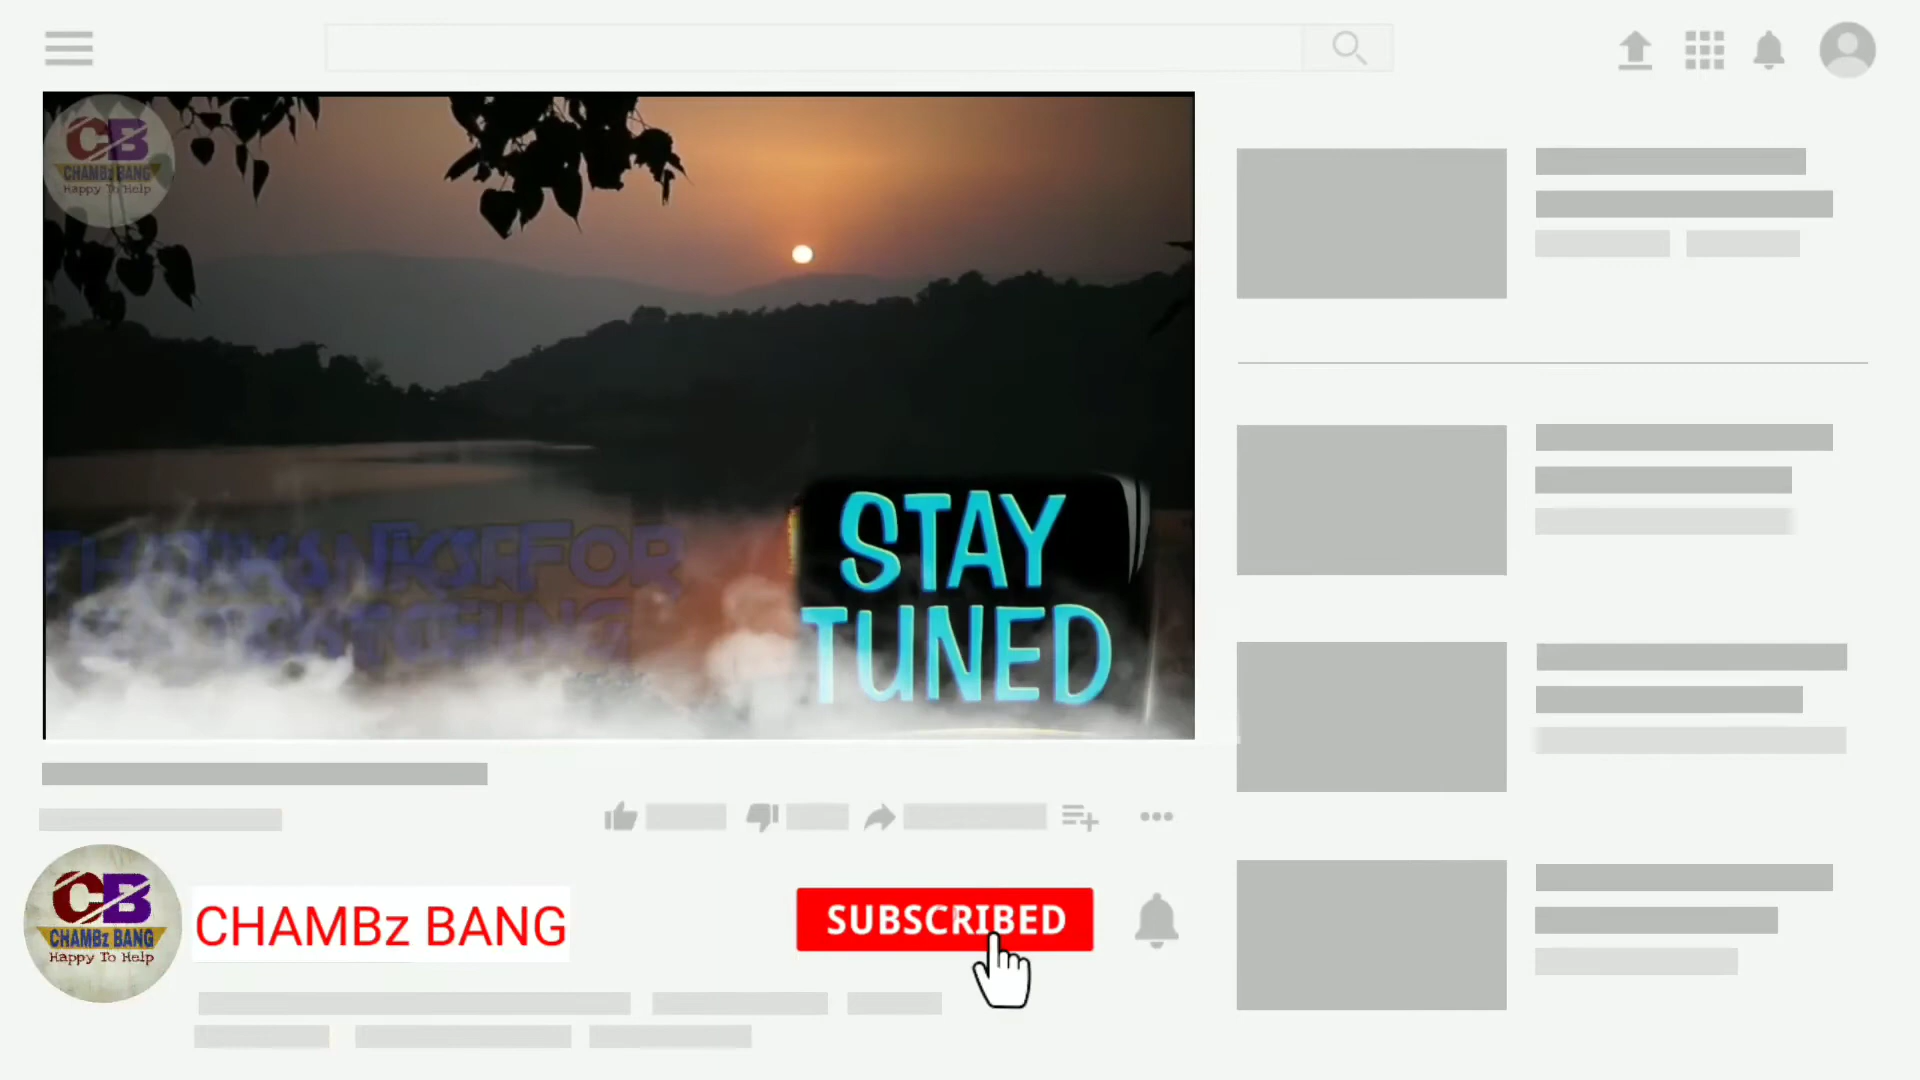 CB
CHAMBz BANG
Happy To Help
STAY
TUNED
CB
CHAMBz BANG
Happy To Help
CHAMBz BANG
SUBSCRIBED